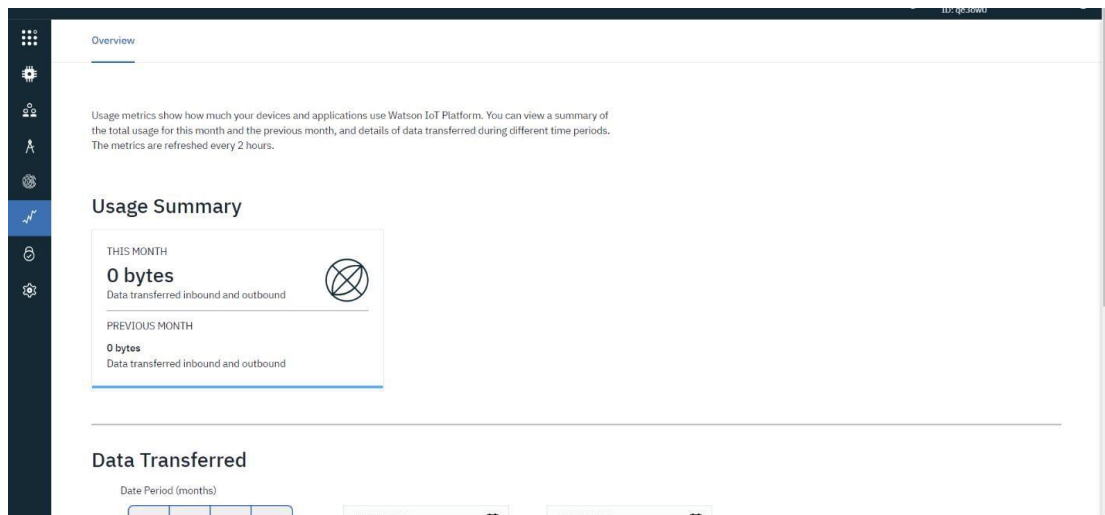 Overview
Usage metrics show how much your devices and applications use Watson IoT Platform. You can view a summary of
the total usage for this month and the previous month, and details of data transferred during different time periods.
The metrics are refreshed every 2 hours.
Usage Summary
THIS MONTH
0 bytes
Data transferred inbound and outbound
PREVIOUS MONTH
0 bytes
Data transferred inbound and outbound
Data Transferred
Date Period (months)